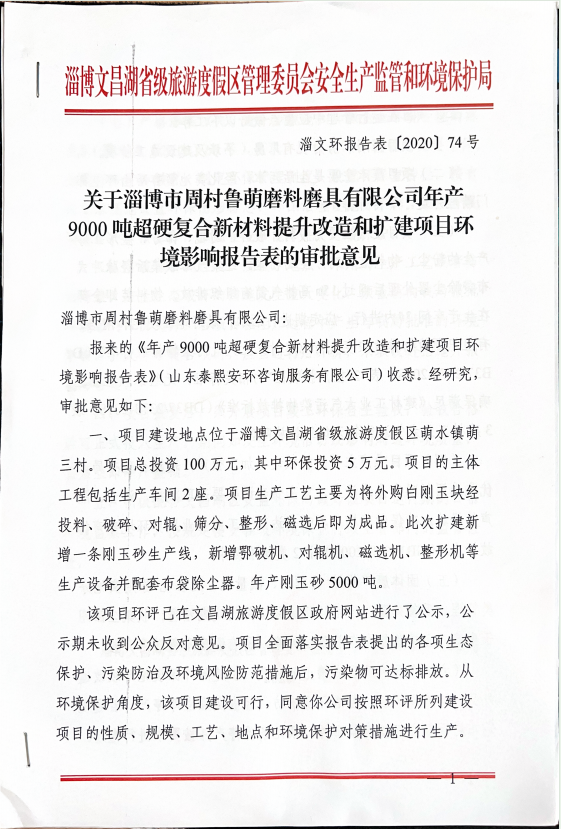 淄博文昌湖省级旅游度假区管理委员会安全生产监管和环境保护局
淄文环报告表〔2020〕74号
关于淄博市周村鲁萌磨料磨具有限公司年产
9000吨超硬复合新材料提升改造和扩建项目环
境影响报告表的审批意见
淄博市周村鲁萌磨料磨具有限公司：
报来的《年产9000吨超硬复合新材料提升改造和扩建项目环
境影响报告表》（山东泰熙安环咨询服务有限公司）收悉。经研究，
审批意见如下：
一、项目建设地点位于淄博文昌湖省级旅游度假区萌水镇萌
三村。项目总投资100万元，其中环保投资5万元。项目的主体
工程包括生产车间2座。项目生产工艺主要为将外购白刚玉块经
投料、破碎、对辊、筛分、整形、磁选后即为成品。此次扩建新
增一条刚玉砂生产线，新增鄂破机、对辊机、磁选机、整形机等
生产设备并配套布袋除尘器。年产刚玉砂5000吨。
该项目环评己在文昌湖旅游度假区政府网站进行了公示，公
示期未收到公众反对意见。项目全面落实报告表提出的各项生态
保护、污染防治及环境风险防范措施后，污染物可达标排放。从
环境保护角度，该项目建设可行，同意你公司按照环评所列建设
项目的性质、规模、工艺、地点和环境保护对策措施进行生产。
— 1 —